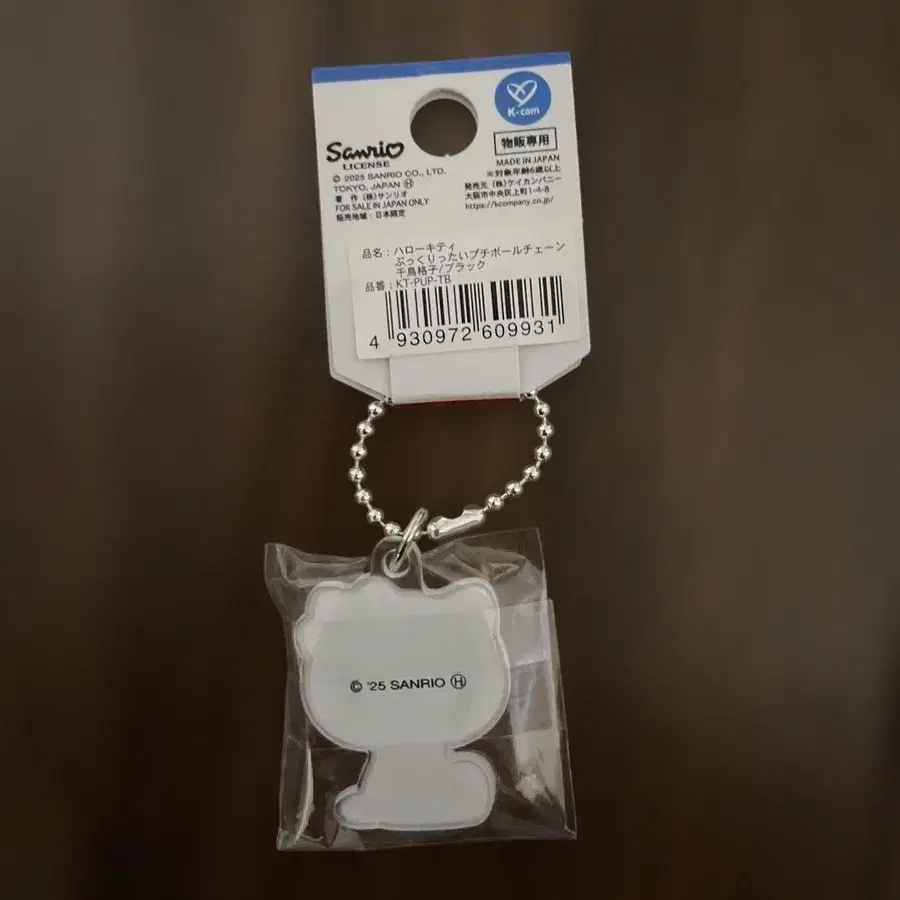 Sanrio
LICENSE
© 2025 SANRIO CO., LTD.
TOKYO, JAPAN Ⓗ
著　作 (株)サンリオ
FOR SALE IN JAPAN ONLY
販売地域：日本限定
K-com
物販専用
MADE IN JAPAN
※対象年齢6歳以上
発売元 (株)ケイカンパニー
大阪市中央区上町1-4-8
https://kcompany.co.jp/
品名：ハローキティ
ぷっくりったいプチボールチェーン
千鳥格子/ブラック
品番：KT-PUP-TB
4 930972 609931
© '25 SANRIO Ⓗ